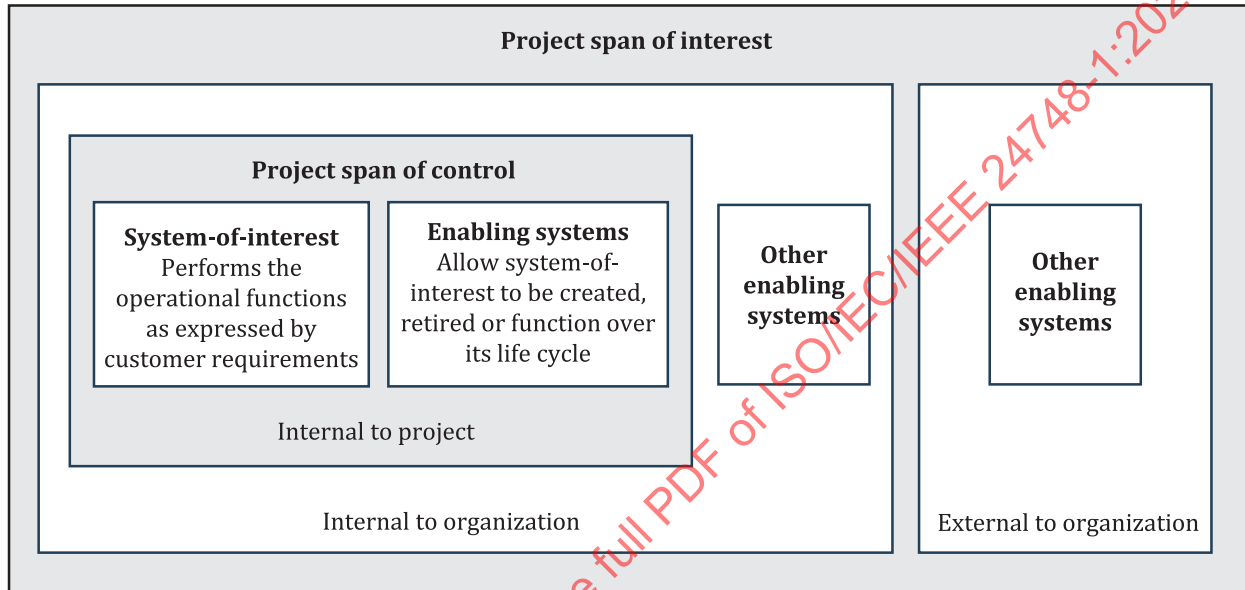 Project span of interest
Project span of control
System-of-interest
Performs the
operational functions
as expressed by
customer requirements
Enabling systems
Allow system-of-
interest to be created,
retired or function over
its life cycle
Internal to project
Other
enabling
systems
Internal to organization
Other
enabling
systems
External to organization
full PDF of ISO/IEC/IEEE 24748-1:202